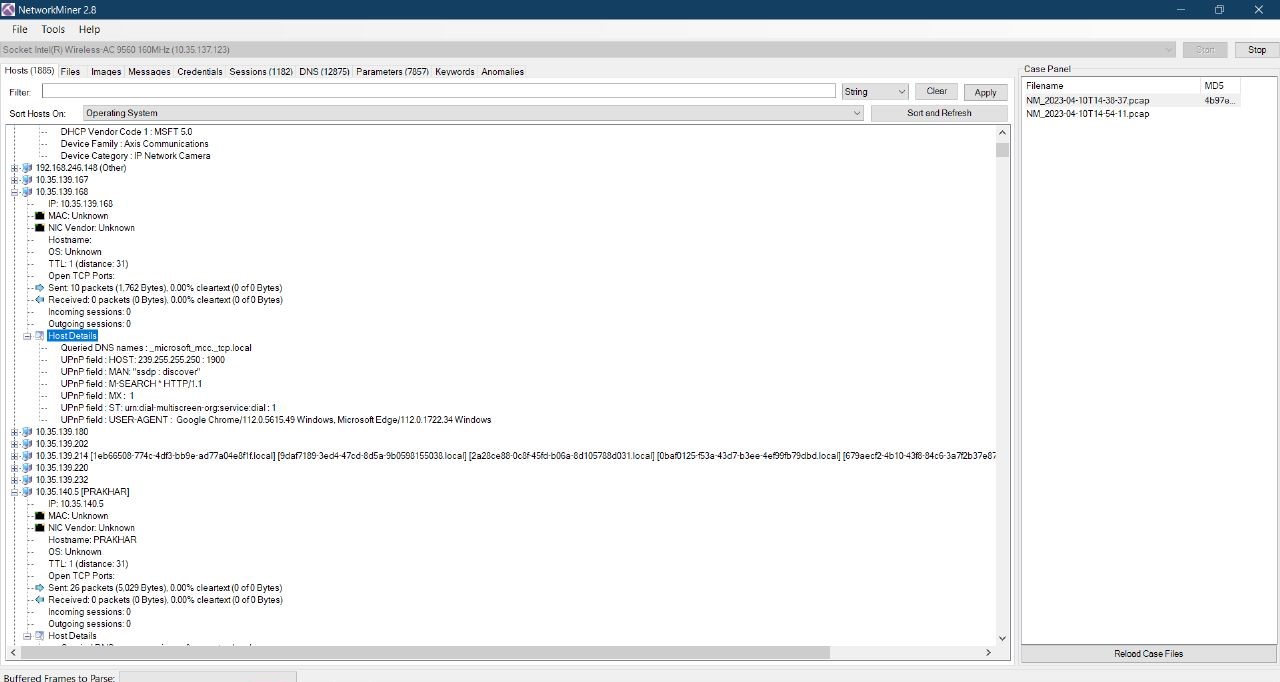 NetworkMiner 2.8
File Tools Help
Socket: Intel(R) Wireless-AC 9560 160MHz (10.35.137.123)
Start Stop
Hosts (1885) Files Images Messages Credentials Sessions (1182) DNS (12875) Parameters (7857) Keywords Anomalies
Filter: String Clear Apply
Sort Hosts On: Operating System Sort and Refresh
DHCP Vendor Code 1 : MSFT 5.0
Device Family : Axis Communications
Device Category : IP Network Camera
192.168.246.148 (Other)
10.35.139.167
10.35.139.168
IP: 10.35.139.168
MAC: Unknown
NIC Vendor: Unknown
Hostname:
OS: Unknown
TTL: 1 (distance: 31)
Open TCP Ports:
Sent: 10 packets (1,762 Bytes), 0.00% cleartext (0 of 0 Bytes)
Received: 0 packets (0 Bytes), 0.00% cleartext (0 of 0 Bytes)
Incoming sessions: 0
Outgoing sessions: 0
Host Details
Queried DNS names : _microsoft_mcc._tcp.local
UPnP field : HOST: 239.255.255.250 : 1900
UPnP field : MAN: "ssdp : discover"
UPnP field : M-SEARCH * HTTP/1.1
UPnP field : MX : 1
UPnP field : ST: urn:dial-multiscreen-org:service:dial : 1
UPnP field : USER-AGENT : Google Chrome/112.0.5615.49 Windows, Microsoft Edge/112.0.1722.34 Windows
10.35.139.180
10.35.139.202
10.35.139.214 [1eb66508-774c-4df3-bb9e-ad77a04e8f1f.local] [9daf7189-3ed4-47cd-8d5a-9b0598155038.local] [2a28ce88-0c8f-45fd-b06a-8d105788d031.local] [0baf0125-f53a-43d7-b3ee-4ef99fb79dbd.local] [679aecf2-4b10-43f8-84c6-3a7f2b37e87
10.35.139.220
10.35.139.232
10.35.140.5 [PRAKHAR]
IP: 10.35.140.5
MAC: Unknown
NIC Vendor: Unknown
Hostname: PRAKHAR
OS: Unknown
TTL: 1 (distance: 31)
Open TCP Ports:
Sent: 26 packets (5,029 Bytes), 0.00% cleartext (0 of 0 Bytes)
Received: 0 packets (0 Bytes), 0.00% cleartext (0 of 0 Bytes)
Incoming sessions: 0
Outgoing sessions: 0
Host Details
Buffered Frames to Parse:
Case Panel
Filename MD5
NM_2023-04-10T14-38-37.pcap 4b97e...
NM_2023-04-10T14-54-11.pcap
Reload Case Files